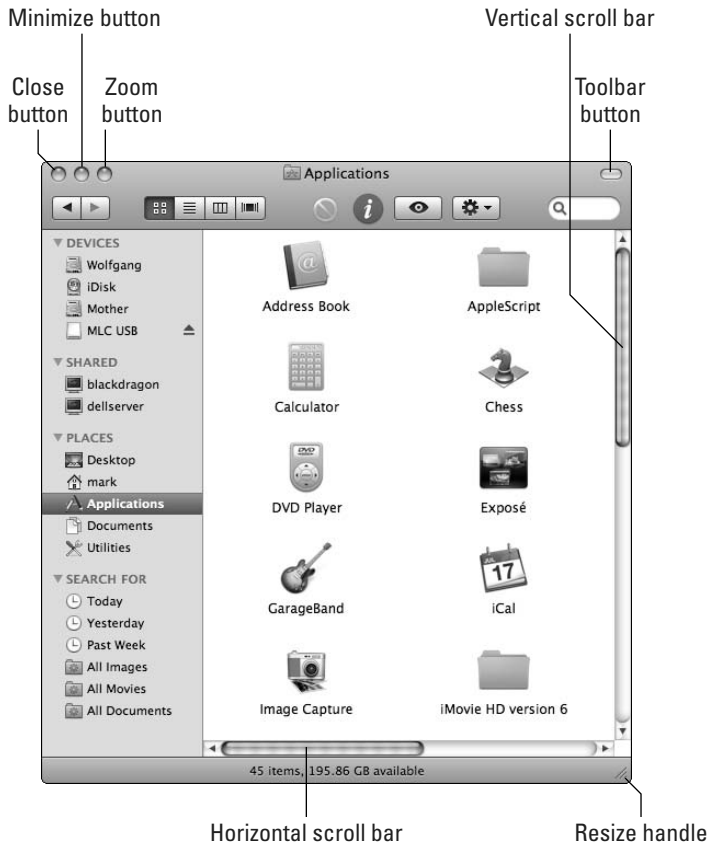 Minimize button
Vertical scroll bar
Close button
Zoom button
Toolbar button
Applications
DEVICES
Wolfgang
iDisk
Mother
MLC USB
SHARED
blackdragon
dellserver
PLACES
Desktop
mark
Applications
Documents
Utilities
SEARCH FOR
Today
Yesterday
Past Week
All Images
All Movies
All Documents
Address Book
AppleScript
Calculator
Chess
DVD Player
Exposé
GarageBand
iCal
Image Capture
iMovie HD version 6
45 items, 195.86 GB available
Horizontal scroll bar
Resize handle